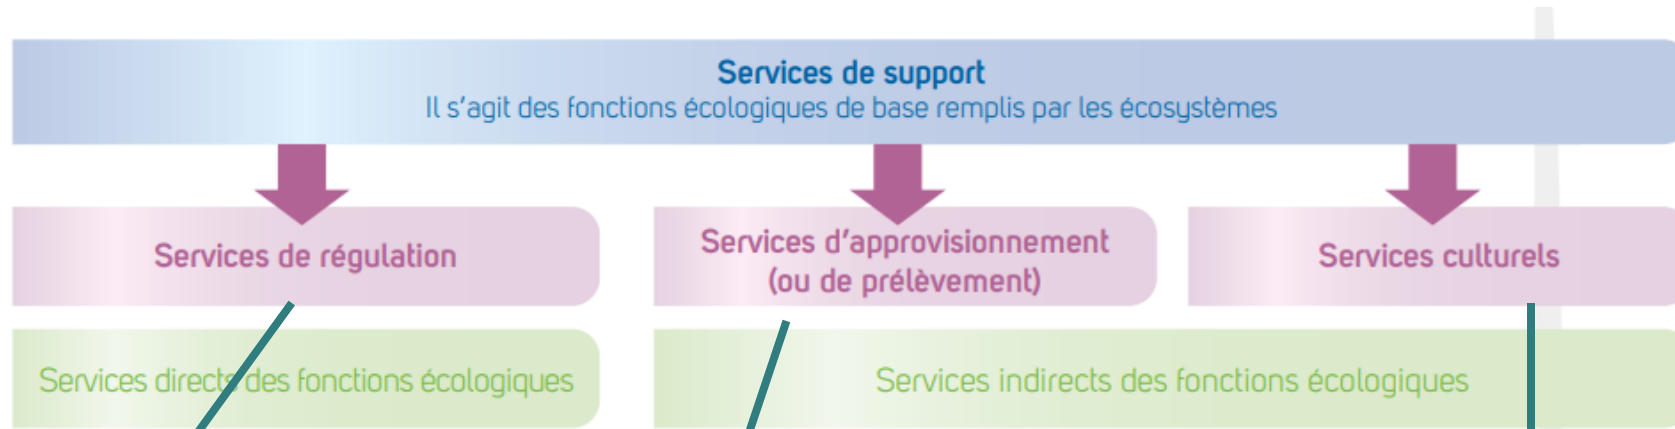 Services de support
Il s'agit des fonctions écologiques de base remplis par les écosystèmes
Services de régulation
Services d'approvisionnement
(ou de prélèvement)
Services culturels
Services directs des fonctions écologiques
Services indirects des fonctions écologiques